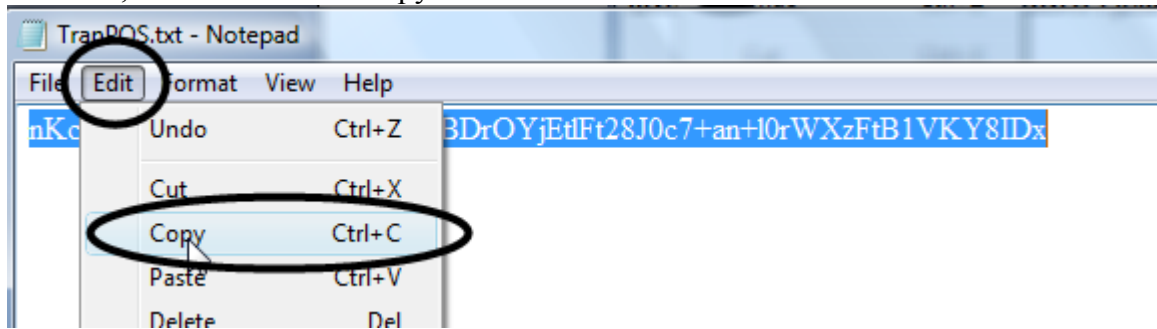 TranPOS.txt - Notepad
File Edit Format View Help
Undo Ctrl+Z
3DrOYjEtlFt28J0c7+an+l0rWXzFtB1VKY8IDx
Cut Ctrl+X
Copy Ctrl+C
Paste Ctrl+V
Delete Del